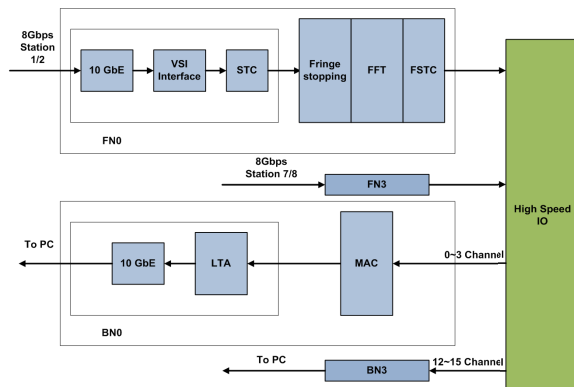 8Gbps
Station
1/2
10 GbE
VSI
Interface
STC
Fringe
stopping
FFT
FSTC
FN0
8Gbps
Station 7/8
FN3
High Speed
IO
To PC
10 GbE
LTA
MAC
0~3 Channel
BN0
To PC
BN3
12~15 Channel